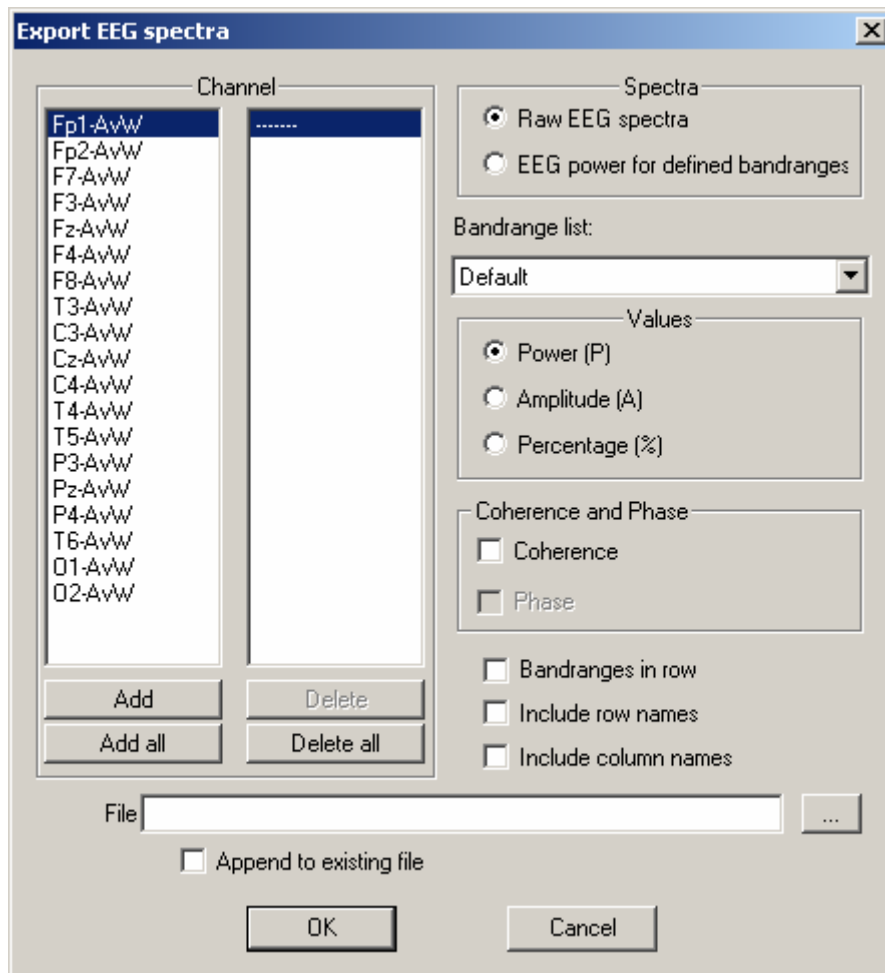 Export EEG spectra
Channel
Fp1-AvW
Fp2-AvW
F7-AvW
F3-AvW
Fz-AvW
F4-AvW
F8-AvW
T3-AvW
C3-AvW
Cz-AvW
C4-AvW
T4-AvW
T5-AvW
P3-AvW
Pz-AvW
P4-AvW
T6-AvW
O1-AvW
O2-AvW
-------
Add
Delete
Add all
Delete all
Spectra
Raw EEG spectra
EEG power for defined bandranges
Bandrange list:
Default
Values
Power (P)
Amplitude (A)
Percentage (%)
Coherence and Phase
Coherence
Phase
Bandranges in row
Include row names
Include column names
File
...
Append to existing file
OK
Cancel